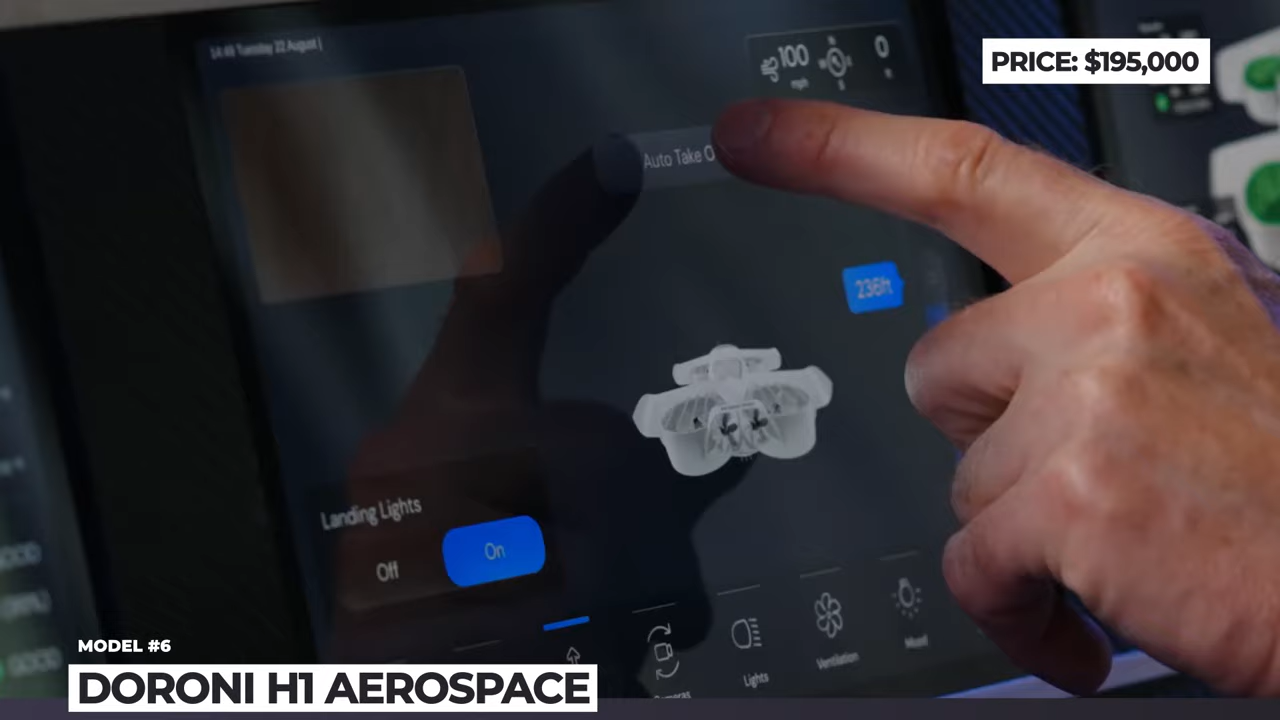 14:49 Tuesday 22 August
PRICE: $195,000
100
mph
0
Auto Take O
236ft
Landing Lights
Off
On
Lights
Ventilation
Mood
MODEL #6
DORONI H1 AEROSPACE